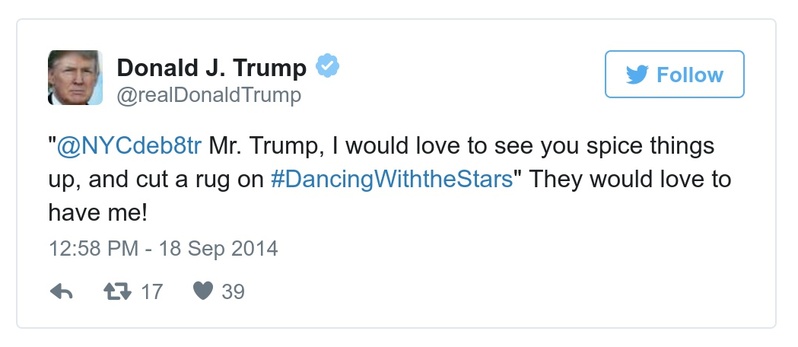 Donald J. Trump
@realDonaldTrump
Follow
"@NYCdeb8tr Mr. Trump, I would love to see you spice things
up, and cut a rug on #DancingWiththeStars" They would love to
have me!
12:58 PM - 18 Sep 2014
17 39